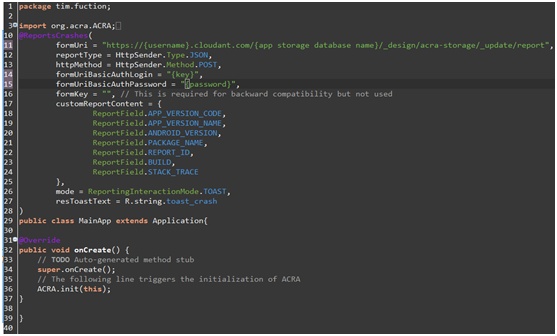 1 package tim.fuction;
2
3 import org.acra.ACRA;
10 @ReportsCrashes(
11 formUri = "https://{username}.cloudant.com/{app storage database name}/_design/acra-storage/_update/report",
12 reportType = HttpSender.Type.JSON,
13 httpMethod = HttpSender.Method.POST,
14 formUriBasicAuthLogin = "{key}",
15 formUriBasicAuthPassword = "{password}",
16 formKey = "", // This is required for backward compatibility but not used
17 customReportContent = {
18 ReportField.APP_VERSION_CODE,
19 ReportField.APP_VERSION_NAME,
20 ReportField.ANDROID_VERSION,
21 ReportField.PACKAGE_NAME,
22 ReportField.REPORT_ID,
23 ReportField.BUILD,
24 ReportField.STACK_TRACE
25 },
26 mode = ReportingInteractionMode.TOAST,
27 resToastText = R.string.toast_crash
28 )
29 public class MainApp extends Application{
30
31 @Override
32 public void onCreate() {
33 // TODO Auto-generated method stub
34 super.onCreate();
35 // The following line triggers the initialization of ACRA
36 ACRA.init(this);
37 }
38
39 }
40